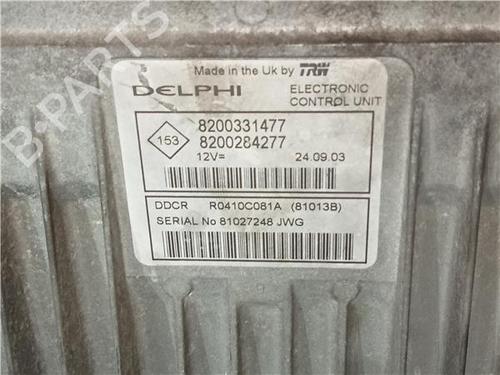 Made in the Uk by TRW
DELPHI
ELECTRONIC
CONTROL UNIT
153
8200331477
8200284277
12V=
24.09.03
DDCR R0410C081A (81013B)
SERIAL No 81027248 JWG
B-PARTS